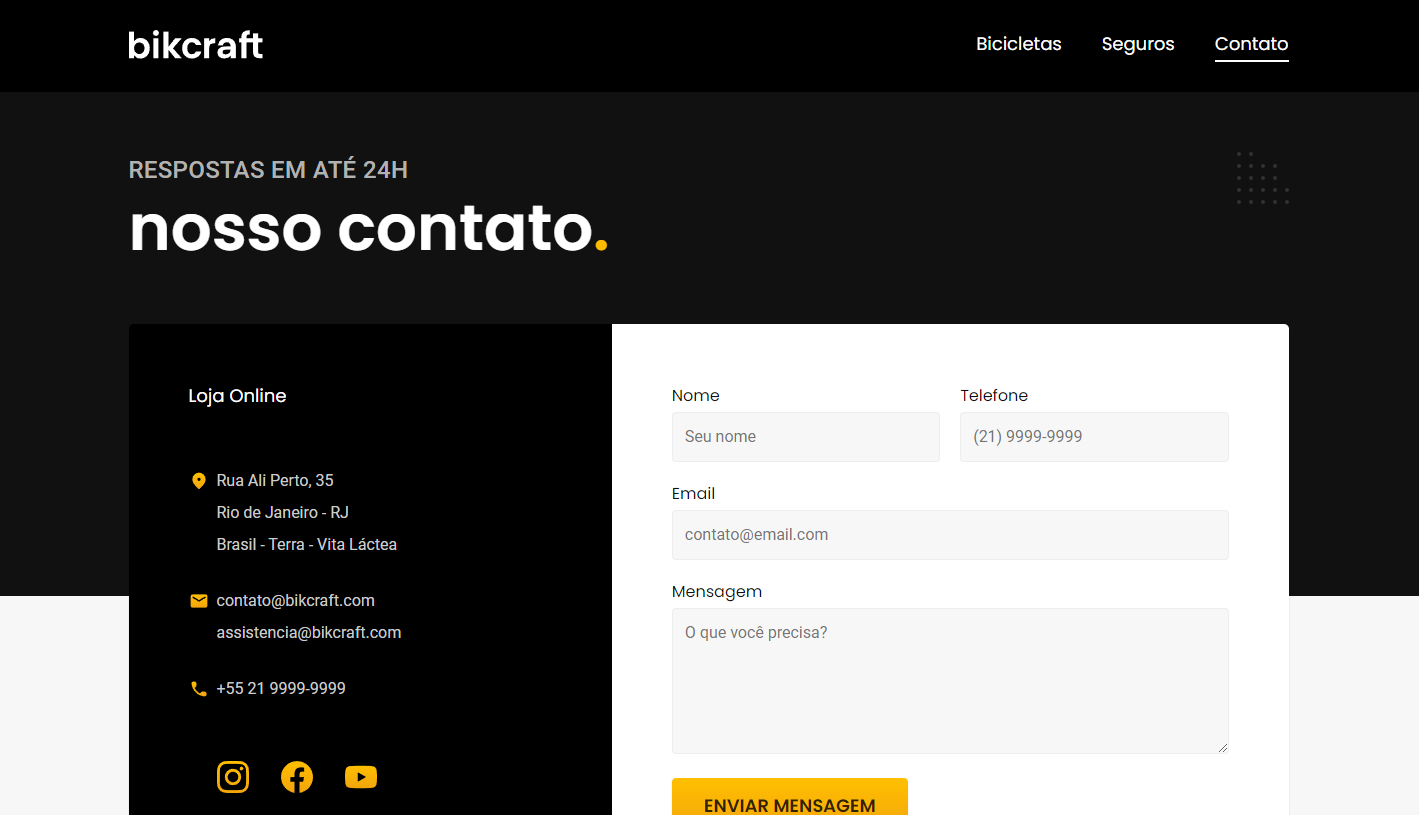 bikcraft
Bicicletas
Seguros
Contato
RESPOSTAS EM ATÉ 24H
nosso contato.
Loja Online
Rua Ali Perto, 35
Rio de Janeiro - RJ
Brasil - Terra - Vita Láctea
contato@bikcraft.com
assistencia@bikcraft.com
+55 21 9999-9999
Nome
Seu nome
Telefone
(21) 9999-9999
Email
contato@email.com
Mensagem
O que você precisa?
ENVIAR MENSAGEM